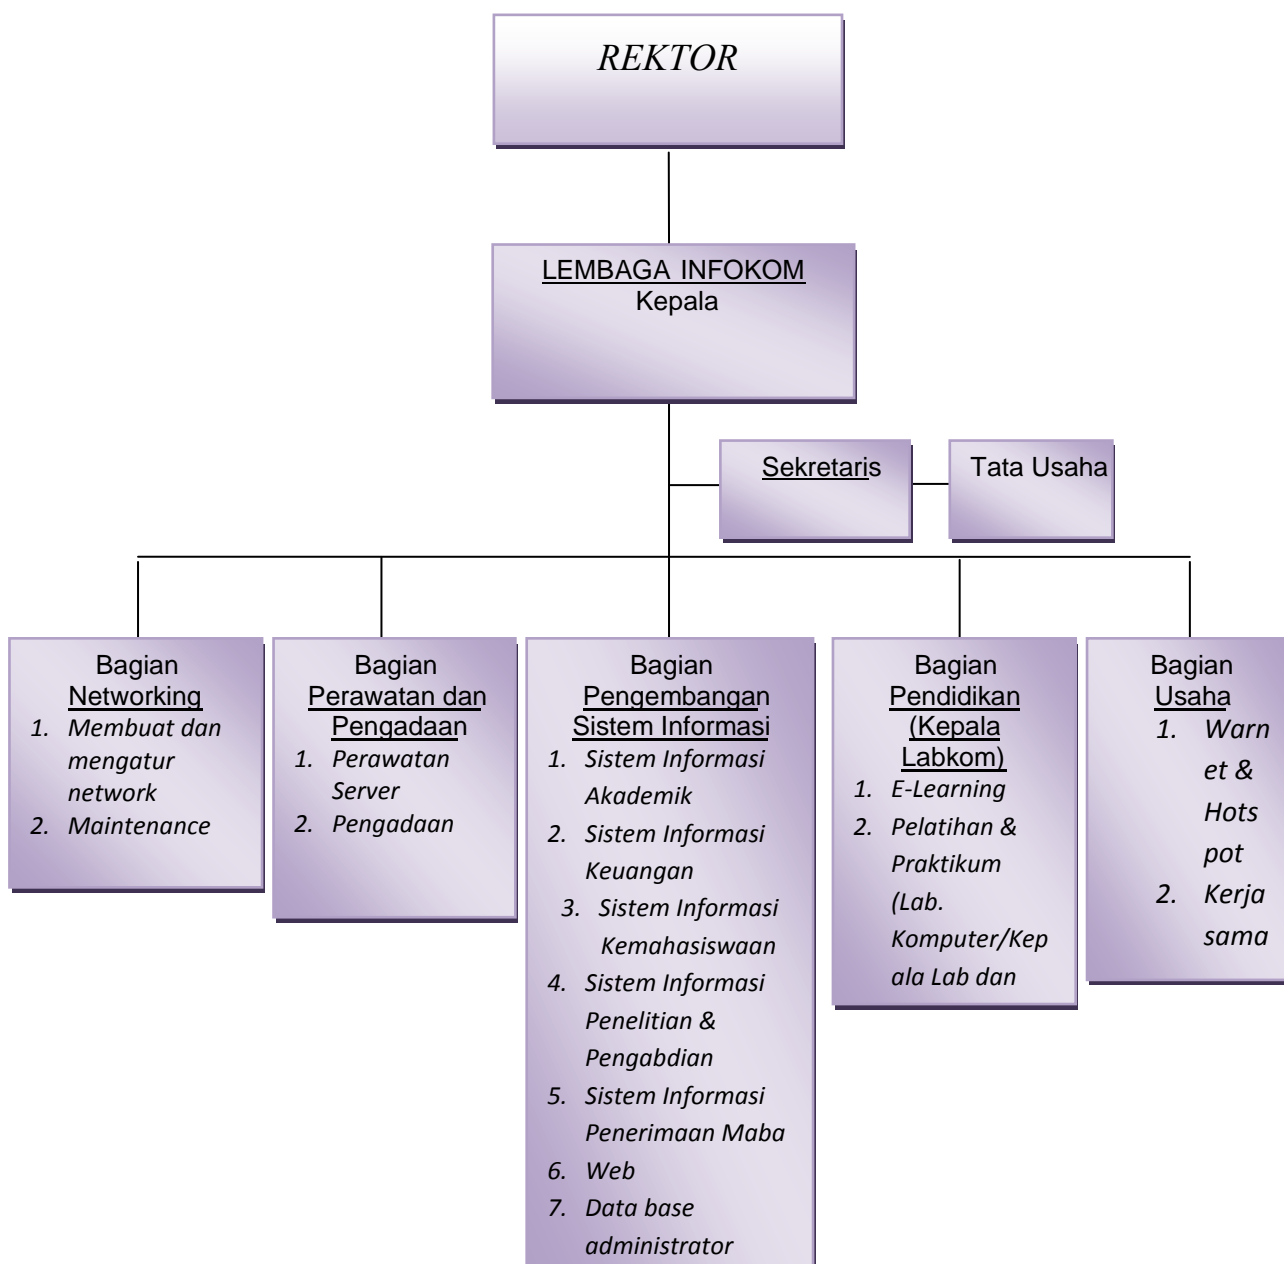 REKTOR
LEMBAGA INFOKOM
Kepala
Sekretaris
Tata Usaha
Bagian
Networking
1. Membuat dan
mengatur
network
2. Maintenance
Bagian
Perawatan dan
Pengadaan
1. Perawatan
Server
2. Pengadaan
Bagian
Pengembangan
Sistem Informasi
1. Sistem Informasi
Akademik
2. Sistem Informasi
Keuangan
3. Sistem Informasi
Kemahasiswaan
4. Sistem Informasi
Penelitian &
Pengabdian
5. Sistem Informasi
Penerimaan Maba
6. Web
7. Data base
administrator
Bagian
Pendidikan
(Kepala
Labkom)
1. E-Learning
2. Pelatihan &
Praktikum
(Lab.
Komputer/Kep
ala Lab dan
Bagian
Usaha
1. Warn
et &
Hots
pot
2. Kerja
sama